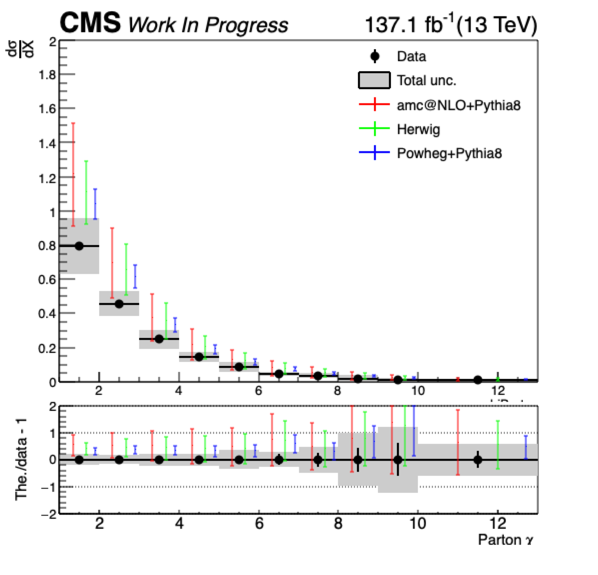 CMS Work In Progress 137.1 fb⁻¹(13 TeV)
dσ
dX
Data
Total unc.
amc@NLO+Pythia8
Herwig
Powheg+Pythia8
2
1.8
1.6
1.4
1.2
1
0.8
0.6
0.4
0.2
0
2 4 6 8 10 12
The./data - 1
2
1
0
−1
−2
2 4 6 8 10 12
Parton γ